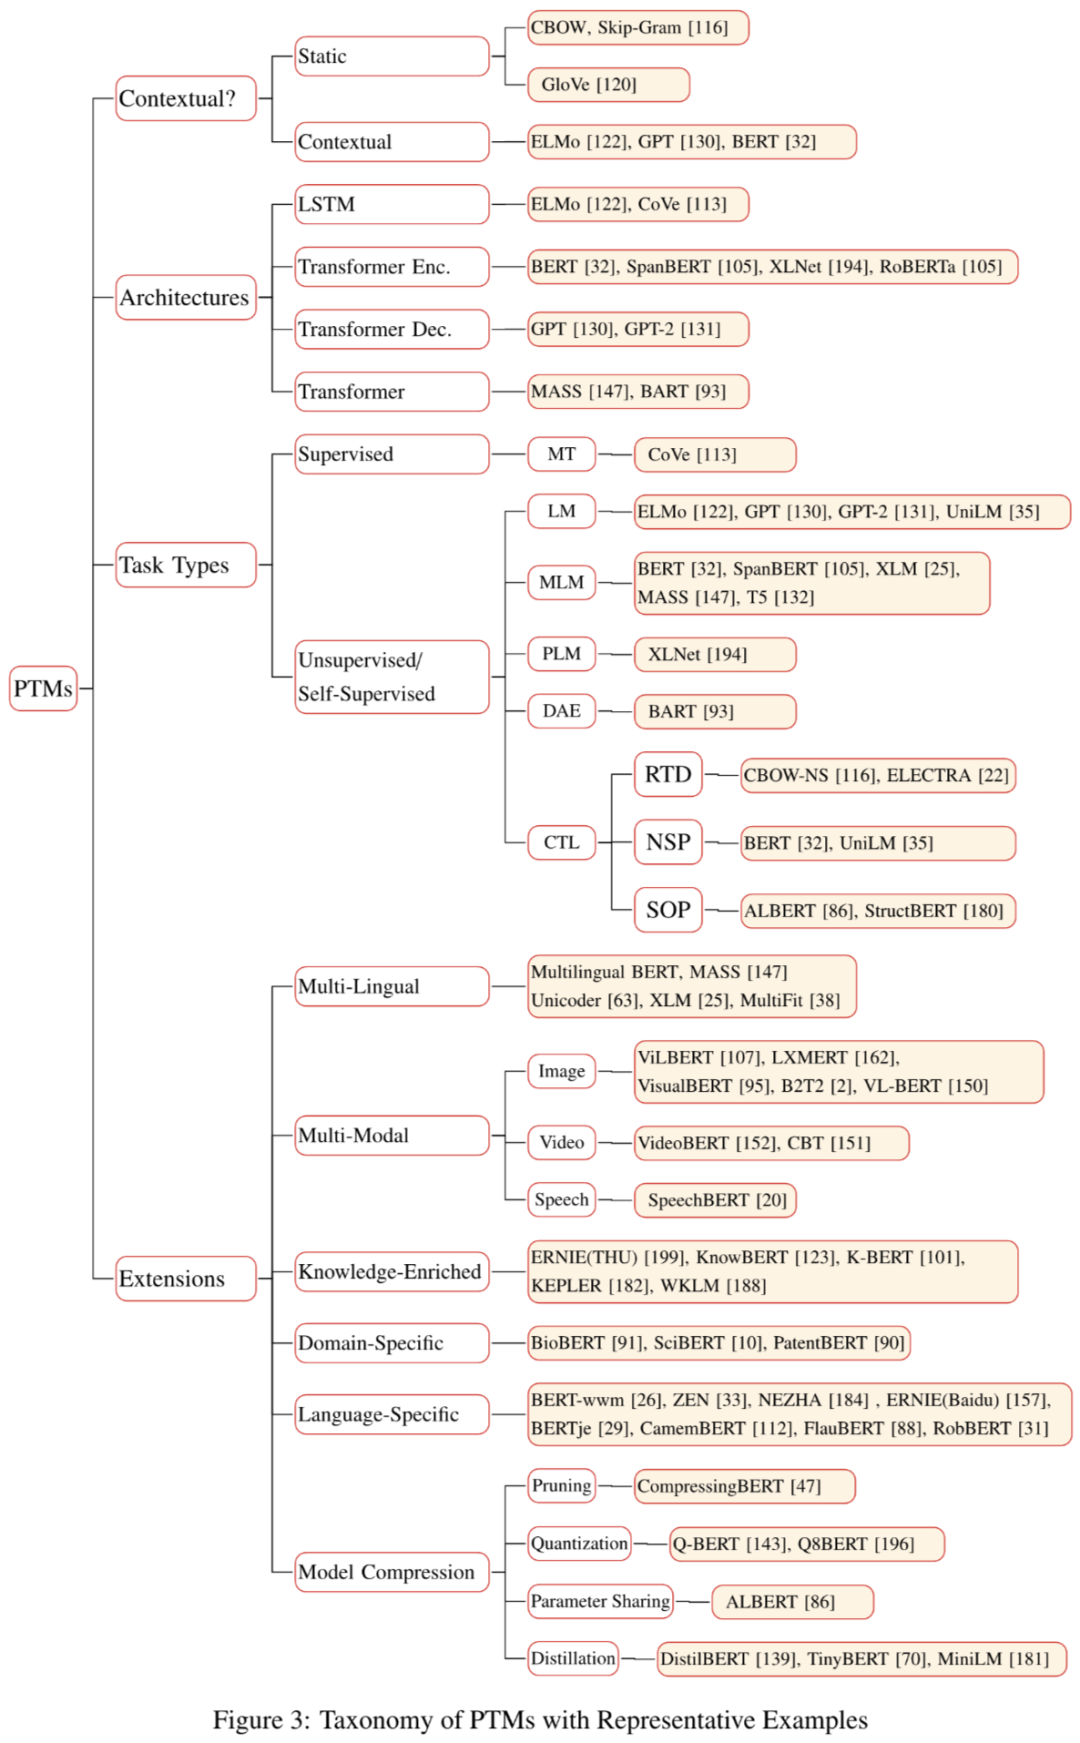 PTMs
Contextual?
Static
CBOW, Skip-Gram [116]
GloVe [120]
Contextual
ELMo [122], GPT [130], BERT [32]
Architectures
LSTM
ELMo [122], CoVe [113]
Transformer Enc.
BERT [32], SpanBERT [105], XLNet [194], RoBERTa [105]
Transformer Dec.
GPT [130], GPT-2 [131]
Transformer
MASS [147], BART [93]
Task Types
Supervised
MT
CoVe [113]
Unsupervised/
Self-Supervised
LM
ELMo [122], GPT [130], GPT-2 [131], UniLM [35]
MLM
BERT [32], SpanBERT [105], XLM [25],
MASS [147], T5 [132]
PLM
XLNet [194]
DAE
BART [93]
CTL
RTD
CBOW-NS [116], ELECTRA [22]
NSP
BERT [32], UniLM [35]
SOP
ALBERT [86], StructBERT [180]
Extensions
Multi-Lingual
Multilingual BERT, MASS [147]
Unicoder [63], XLM [25], MultiFit [38]
Multi-Modal
Image
ViLBERT [107], LXMERT [162],
VisualBERT [95], B2T2 [2], VL-BERT [150]
Video
VideoBERT [152], CBT [151]
Speech
SpeechBERT [20]
Knowledge-Enriched
ERNIE(THU) [199], KnowBERT [123], K-BERT [101],
KEPLER [182], WKLM [188]
Domain-Specific
BioBERT [91], SciBERT [10], PatentBERT [90]
Language-Specific
BERT-wwm [26], ZEN [33], NEZHA [184] , ERNIE(Baidu) [157],
BERTje [29], CamemBERT [112], FlauBERT [88], RobBERT [31]
Model Compression
Pruning
CompressingBERT [47]
Quantization
Q-BERT [143], Q8BERT [196]
Parameter Sharing
ALBERT [86]
Distillation
DistilBERT [139], TinyBERT [70], MiniLM [181]
Figure 3: Taxonomy of PTMs with Representative Examples